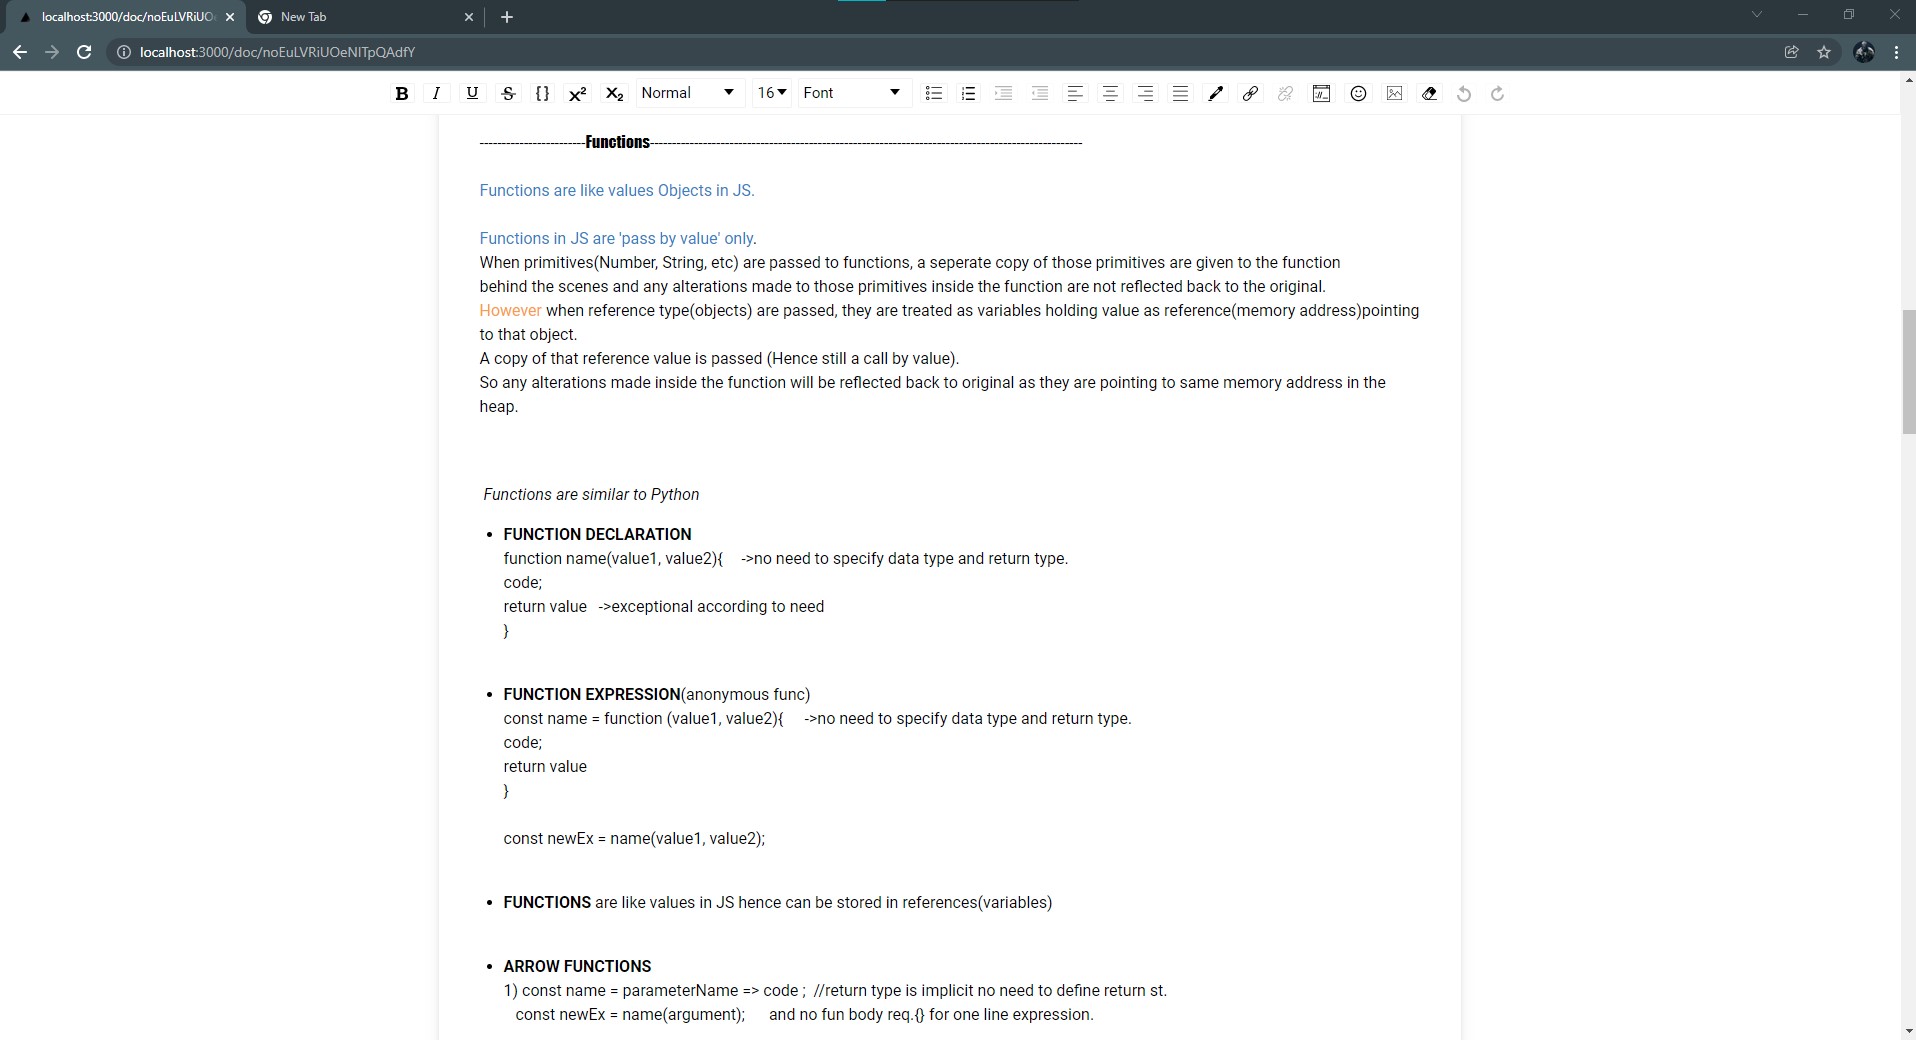 localhost:3000/doc/noEuLVRiUO
New Tab
localhost:3000/doc/noEuLVRiUOeNITpQAdfY
B I U S {} X² X₂ Normal 16 Font
-----------------------Functions-----------------------------------------------------------------------------------------------
Functions are like values Objects in JS.
Functions in JS are 'pass by value' only.
When primitives(Number, String, etc) are passed to functions, a seperate copy of those primitives are given to the function
behind the scenes and any alterations made to those primitives inside the function are not reflected back to the original.
However when reference type(objects) are passed, they are treated as variables holding value as reference(memory address)pointing
to that object.
A copy of that reference value is passed (Hence still a call by value).
So any alterations made inside the function will be reflected back to original as they are pointing to same memory address in the
heap.
Functions are similar to Python
• FUNCTION DECLARATION
function name(value1, value2){ ->no need to specify data type and return type.
code;
return value ->exceptional according to need
}
• FUNCTION EXPRESSION(anonymous func)
const name = function (value1, value2){ ->no need to specify data type and return type.
code;
return value
}
const newEx = name(value1, value2);
• FUNCTIONS are like values in JS hence can be stored in references(variables)
• ARROW FUNCTIONS
1) const name = parameterName => code ; //return type is implicit no need to define return st.
const newEx = name(argument); and no fun body req.{} for one line expression.